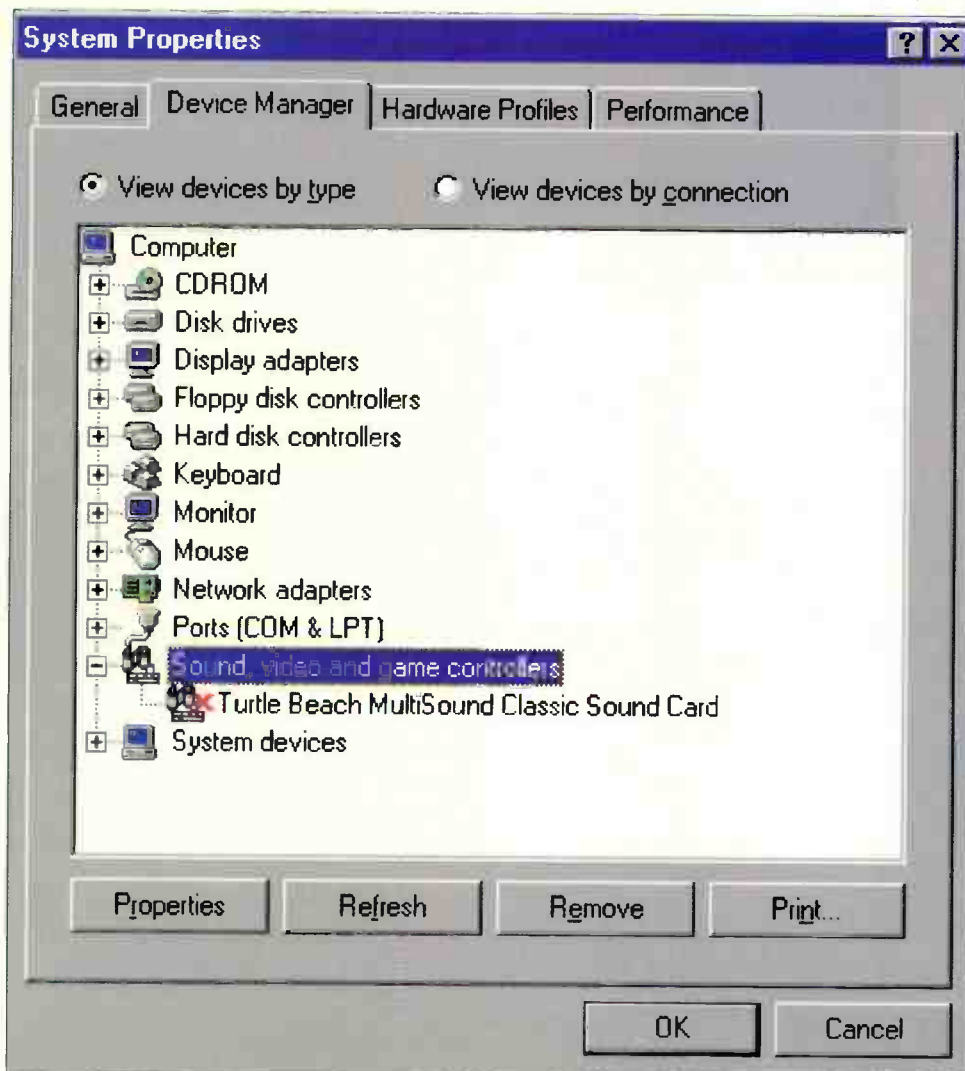 System Properties
General Device Manager Hardware Profiles Performance
View devices by type View devices by connection
Computer
CDROM
Disk drives
Display adapters
Floppy disk controllers
Hard disk controllers
Keyboard
Monitor
Mouse
Network adapters
Ports (COM & LPT)
Sound, video and game controllers
Turtle Beach MultiSound Classic Sound Card
System devices
Properties Refresh Remove Print...
OK Cancel